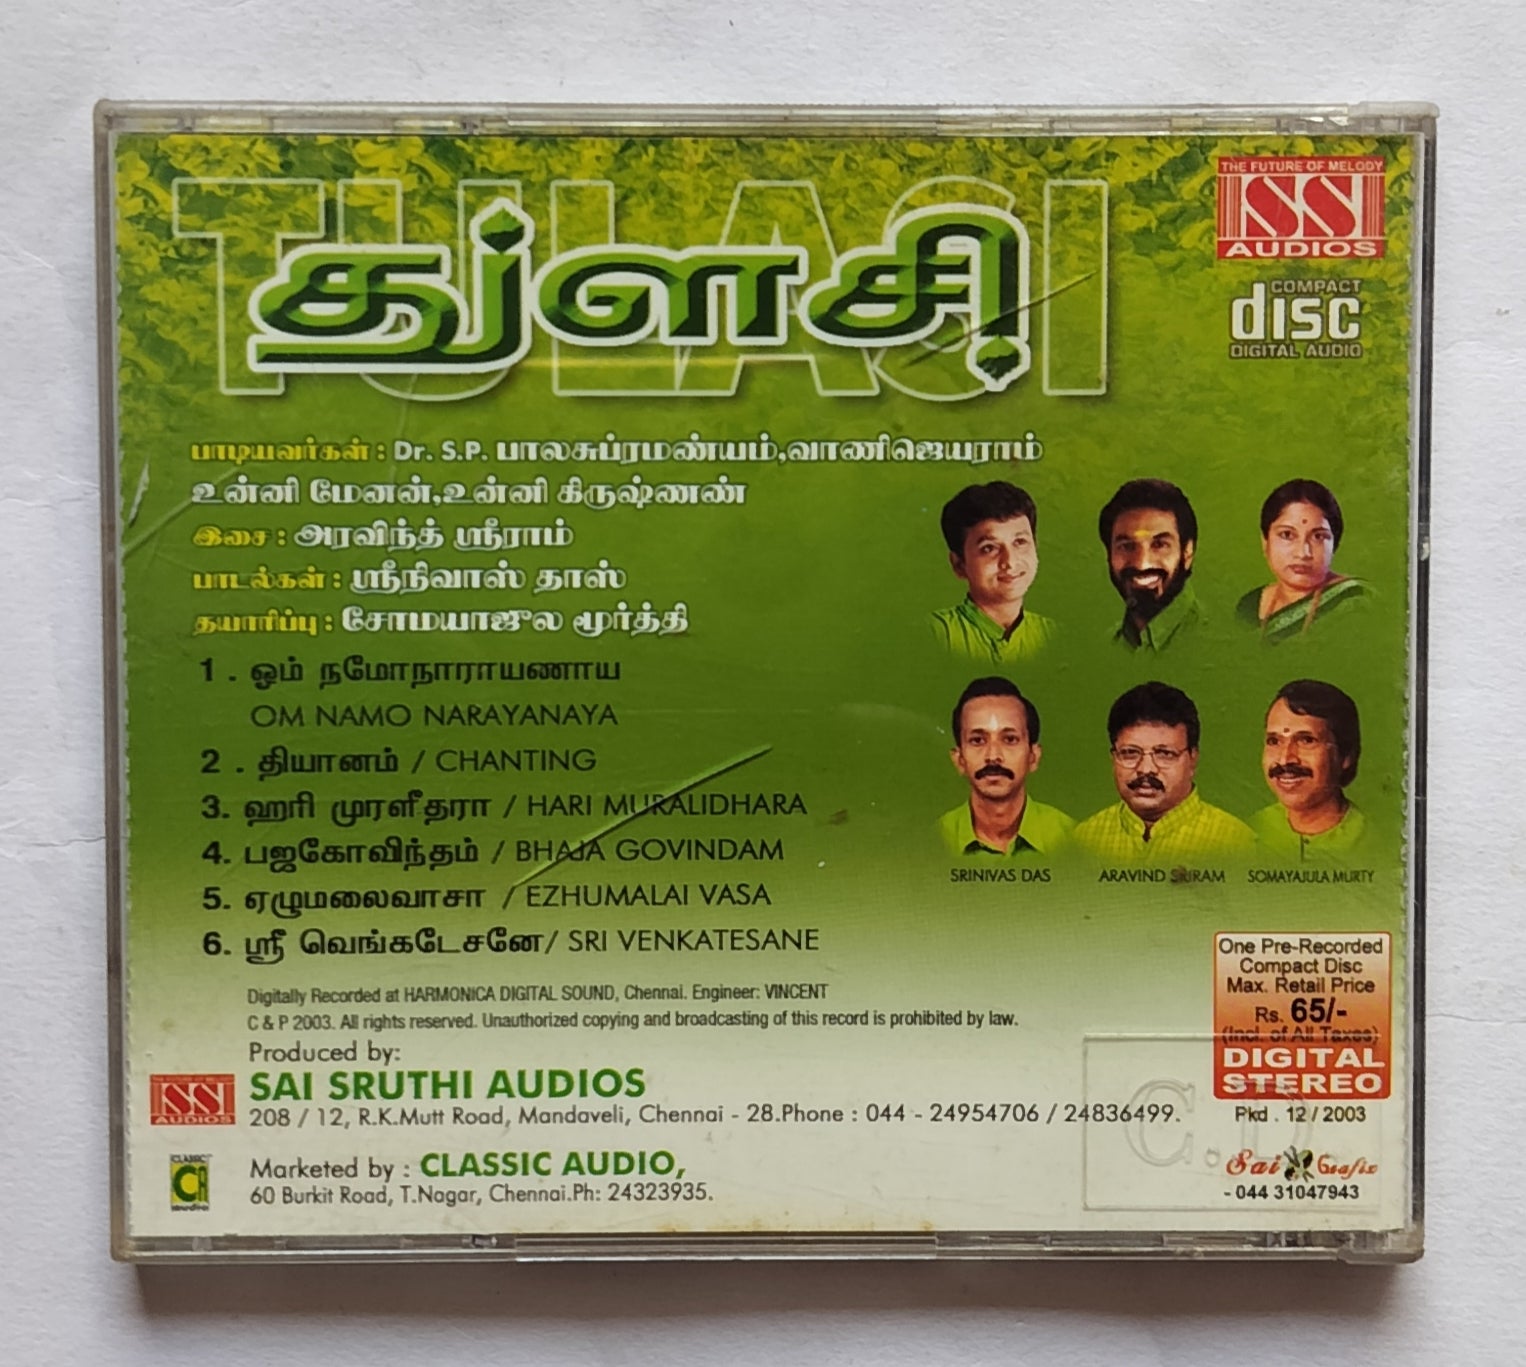 TULASI
துளசி
THE FUTURE OF MELODY
SS
AUDIOS
COMPACT
disc
DIGITAL AUDIO
பாடியவர்கள் : Dr. S.P. பாலசுப்ரமண்யம்,வாணிஜெயராம்
உன்னி மேனன்,உன்னி கிருஷ்ணண்
இசை : அரவிந்த் ஸ்ரீராம்
பாடல்கள் : ஸ்ரீநிவாஸ் தாஸ்
தயாரிப்பு : சோமயாஜுல மூர்த்தி
1 . ஓம் நமோநாராயணாய
OM NAMO NARAYANAYA
2 . தியானம் / CHANTING
3. ஹரி முரளீதரா / HARI MURALIDHARA
4. பஜகோவிந்தம் / BHAJA GOVINDAM
5. ஏழுமலைவாசா / EZHUMALAI VASA
6. ஸ்ரீ வெங்கடேசனே/ SRI VENKATESANE
SRINIVAS DAS
ARAVIND SRIRAM
SOMAYAJULA MURTY
One Pre-Recorded
Compact Disc
Max. Retail Price
Rs. 65/-
(Incl. of All Taxes)
DIGITAL
STEREO
Pkd . 12 / 2003
Digitally Recorded at HARMONICA DIGITAL SOUND, Chennai. Engineer: VINCENT
C & P 2003. All rights reserved. Unauthorized copying and broadcasting of this record is prohibited by law.
Produced by:
SS
AUDIOS
SAI SRUTHI AUDIOS
208 / 12, R.K.Mutt Road, Mandaveli, Chennai - 28.Phone : 044 - 24954706 / 24836499.
CLASSIC
CA
Marketed by : CLASSIC AUDIO,
60 Burkit Road, T.Nagar, Chennai.Ph: 24323935.
C.D.
Sai Grafix
- 044 31047943